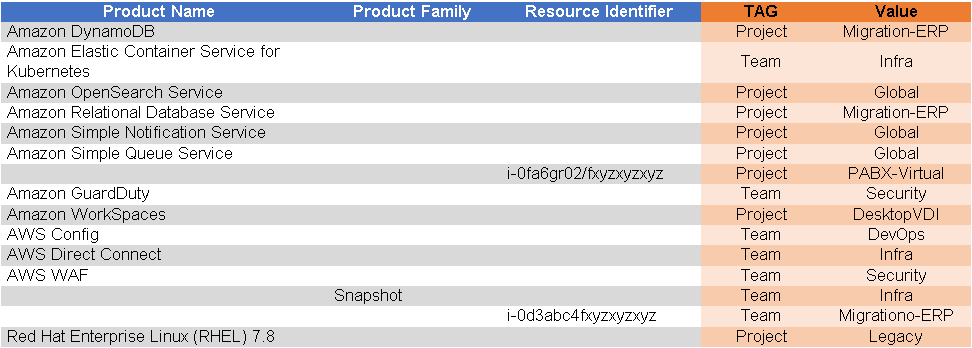 Product Name Product Family Resource Identifier TAG Value
Amazon DynamoDB Project Migration-ERP
Amazon Elastic Container Service for
Kubernetes Team Infra
Amazon OpenSearch Service Project Global
Amazon Relational Database Service Project Migration-ERP
Amazon Simple Notification Service Project Global
Amazon Simple Queue Service Project Global
i-0fa6gr02/fxyzxyzxyz Project PABX-Virtual
Amazon GuardDuty Team Security
Amazon WorkSpaces Project DesktopVDI
AWS Config Team DevOps
AWS Direct Connect Team Infra
AWS WAF Team Security
Snapshot Team Infra
i-0d3abc4fxyzxyzxyz Team Migrationo-ERP
Red Hat Enterprise Linux (RHEL) 7.8 Project Legacy